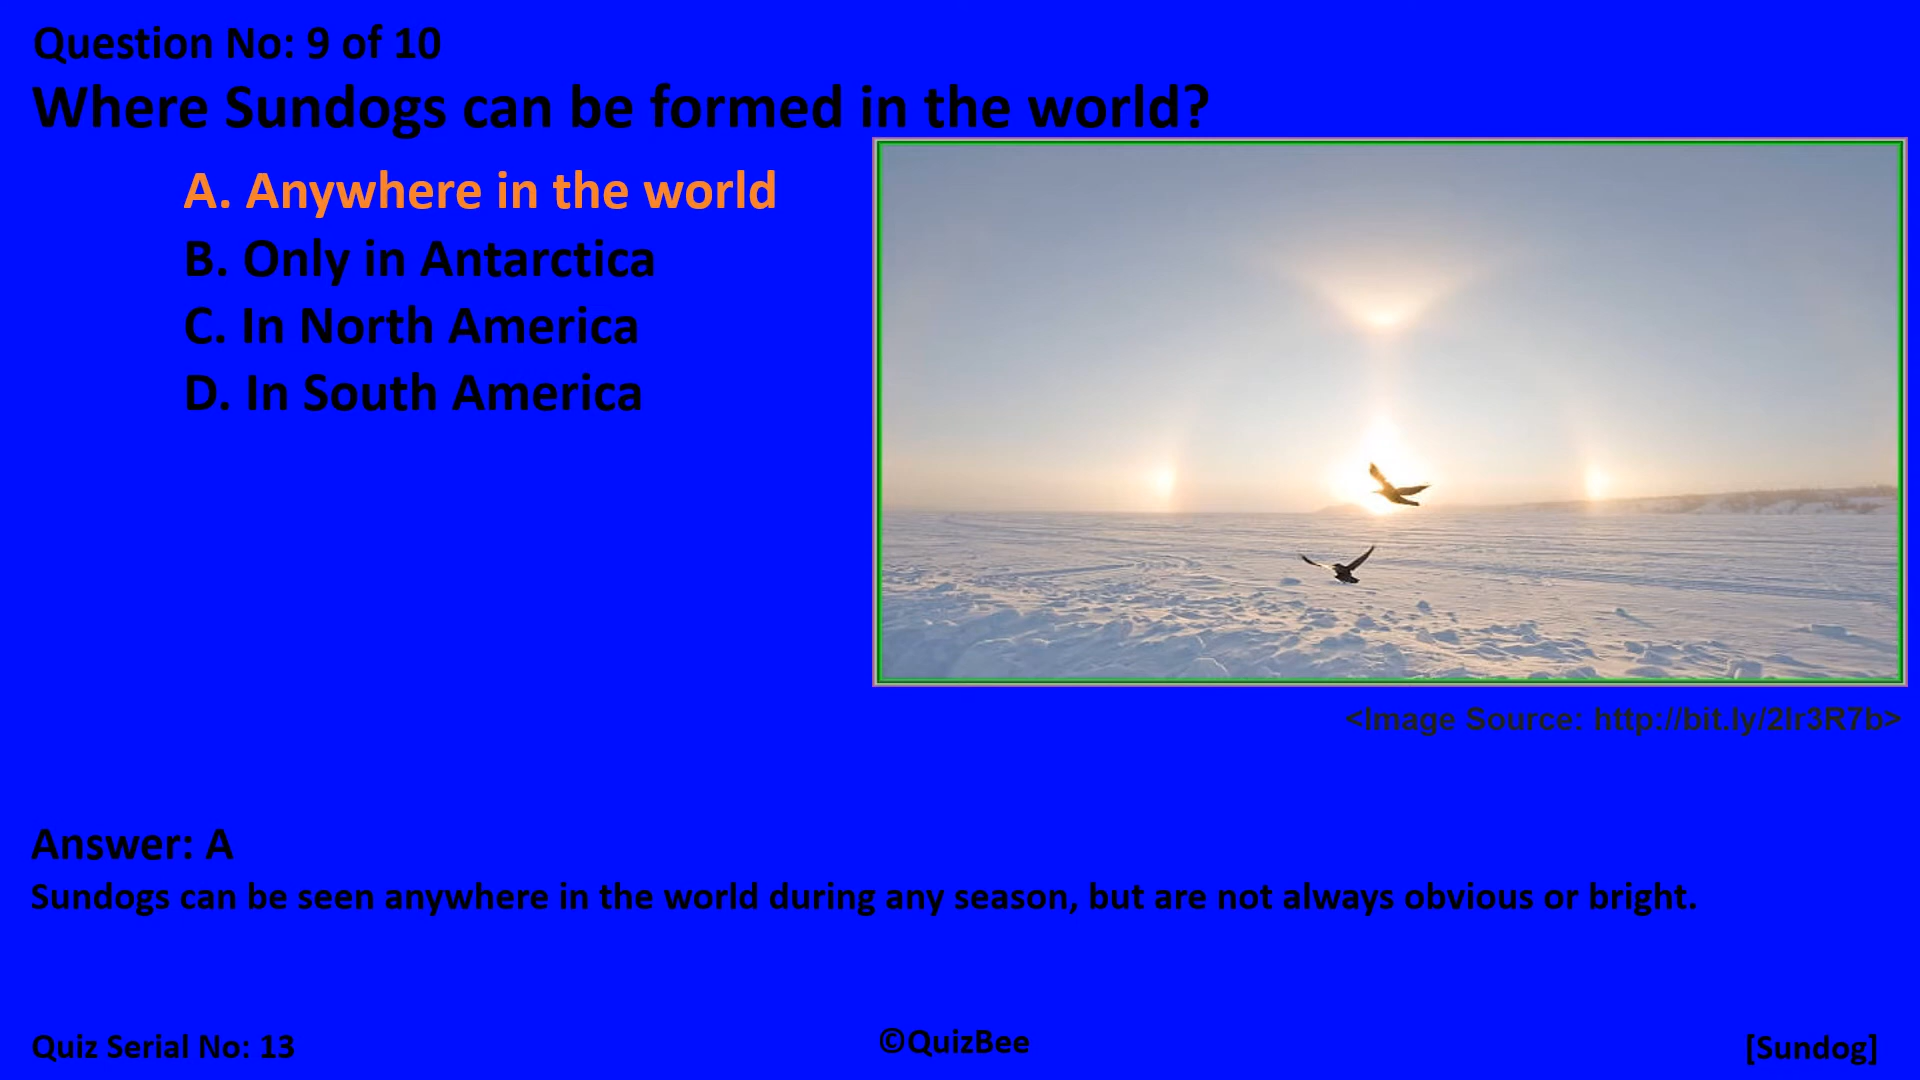 Question No: 9 of 10
Where Sundogs can be formed in the world?
A. Anywhere in the world
B. Only in Antarctica
C. In North America
D. In South America
<Image Source: http://bit.ly/2lr3R7b>
Answer: A
Sundogs can be seen anywhere in the world during any season, but are not always obvious or bright.
Quiz Serial No: 13
©QuizBee
[Sundog]